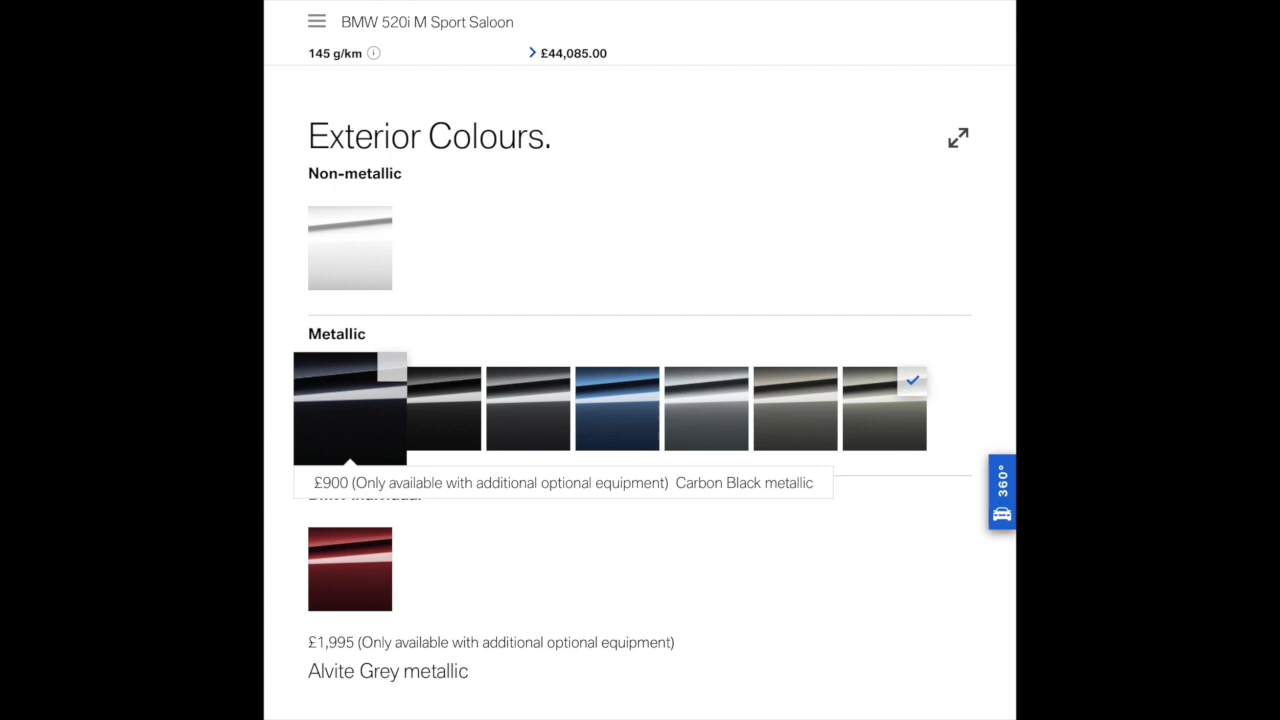 BMW 520i M Sport Saloon
145 g/km
£44,085.00
Exterior Colours.
Non-metallic
Metallic
£900 (Only available with additional optional equipment) Carbon Black metallic
360°
£1,995 (Only available with additional optional equipment)
Alvite Grey metallic